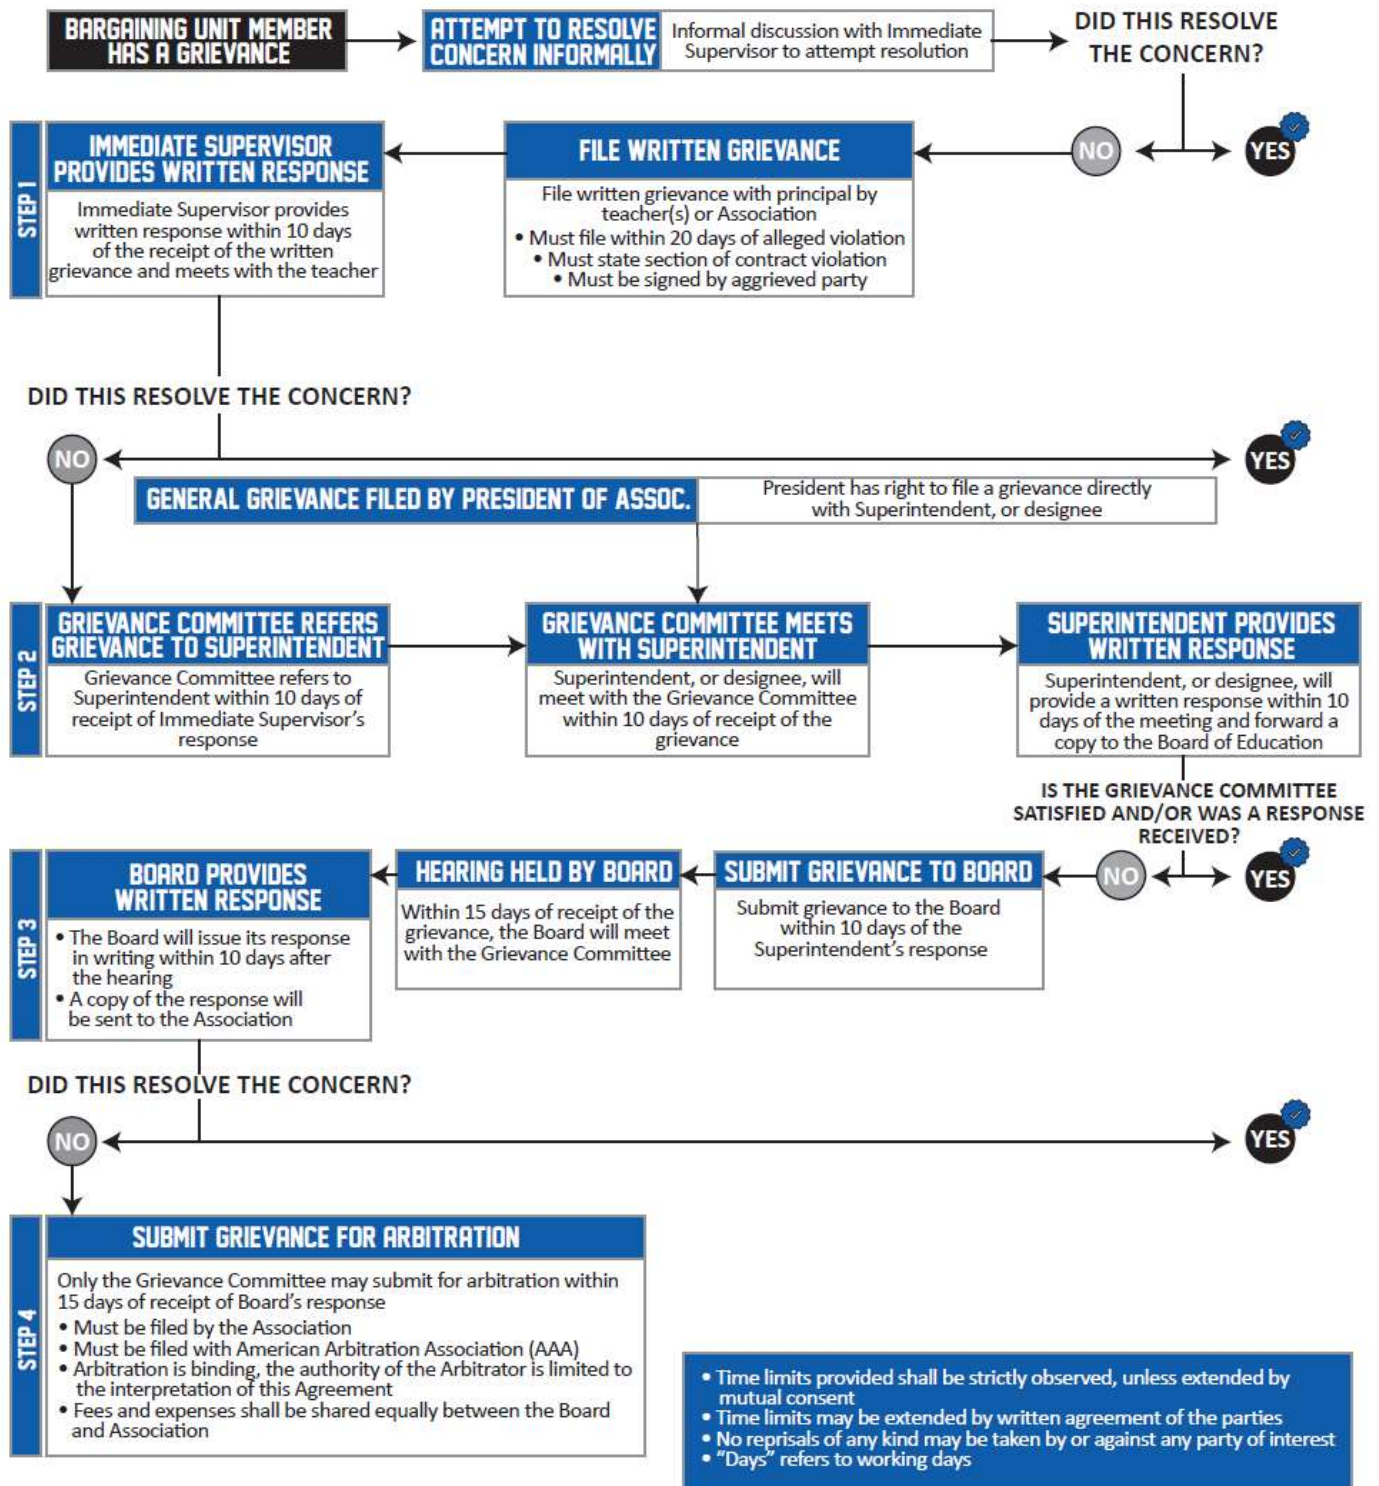 BARGAINING UNIT MEMBER
HAS A GRIEVANCE
ATTEMPT TO RESOLVE
CONCERN INFORMALLY
Informal discussion with Immediate
Supervisor to attempt resolution
DID THIS RESOLVE
THE CONCERN?
NO
YES
STEP 1
FILE WRITTEN GRIEVANCE
File written grievance with principal by
teacher(s) or Association
• Must file within 20 days of alleged violation
• Must state section of contract violation
• Must be signed by aggrieved party
IMMEDIATE SUPERVISOR
PROVIDES WRITTEN RESPONSE
Immediate Supervisor provides
written response within 10 days
of the receipt of the written
grievance and meets with the teacher
DID THIS RESOLVE THE CONCERN?
NO
YES
GENERAL GRIEVANCE FILED BY PRESIDENT OF ASSOC.
President has right to file a grievance directly
with Superintendent, or designee
STEP 2
GRIEVANCE COMMITTEE REFERS
GRIEVANCE TO SUPERINTENDENT
Grievance Committee refers to
Superintendent within 10 days of
receipt of Immediate Supervisor's
response
GRIEVANCE COMMITTEE MEETS
WITH SUPERINTENDENT
Superintendent, or designee, will
meet with the Grievance Committee
within 10 days of receipt of the
grievance
SUPERINTENDENT PROVIDES
WRITTEN RESPONSE
Superintendent, or designee, will
provide a written response within 10
days of the meeting and forward a
copy to the Board of Education
IS THE GRIEVANCE COMMITTEE
SATISFIED AND/OR WAS A RESPONSE
RECEIVED?
NO
YES
STEP 3
SUBMIT GRIEVANCE TO BOARD
Submit grievance to the Board
within 10 days of the
Superintendent's response
HEARING HELD BY BOARD
Within 15 days of receipt of the
grievance, the Board will meet
with the Grievance Committee
BOARD PROVIDES
WRITTEN RESPONSE
• The Board will issue its response
in writing within 10 days after
the hearing
• A copy of the response will
be sent to the Association
DID THIS RESOLVE THE CONCERN?
NO
YES
STEP 4
SUBMIT GRIEVANCE FOR ARBITRATION
Only the Grievance Committee may submit for arbitration within
15 days of receipt of Board's response
• Must be filed by the Association
• Must be filed with American Arbitration Association (AAA)
• Arbitration is binding, the authority of the Arbitrator is limited to
the interpretation of this Agreement
• Fees and expenses shall be shared equally between the Board
and Association
• Time limits provided shall be strictly observed, unless extended by
mutual consent
• Time limits may be extended by written agreement of the parties
• No reprisals of any kind may be taken by or against any party of interest
• "Days" refers to working days